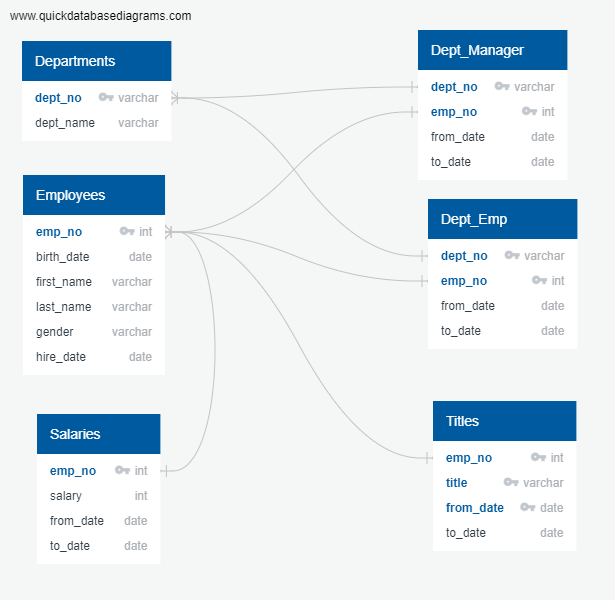 www.quickdatabasediagrams.com
Departments
dept_no varchar
dept_name varchar
Employees
emp_no int
birth_date date
first_name varchar
last_name varchar
gender varchar
hire_date date
Salaries
emp_no int
salary int
from_date date
to_date date
Dept_Manager
dept_no varchar
emp_no int
from_date date
to_date date
Dept_Emp
dept_no varchar
emp_no int
from_date date
to_date date
Titles
emp_no int
title varchar
from_date date
to_date date